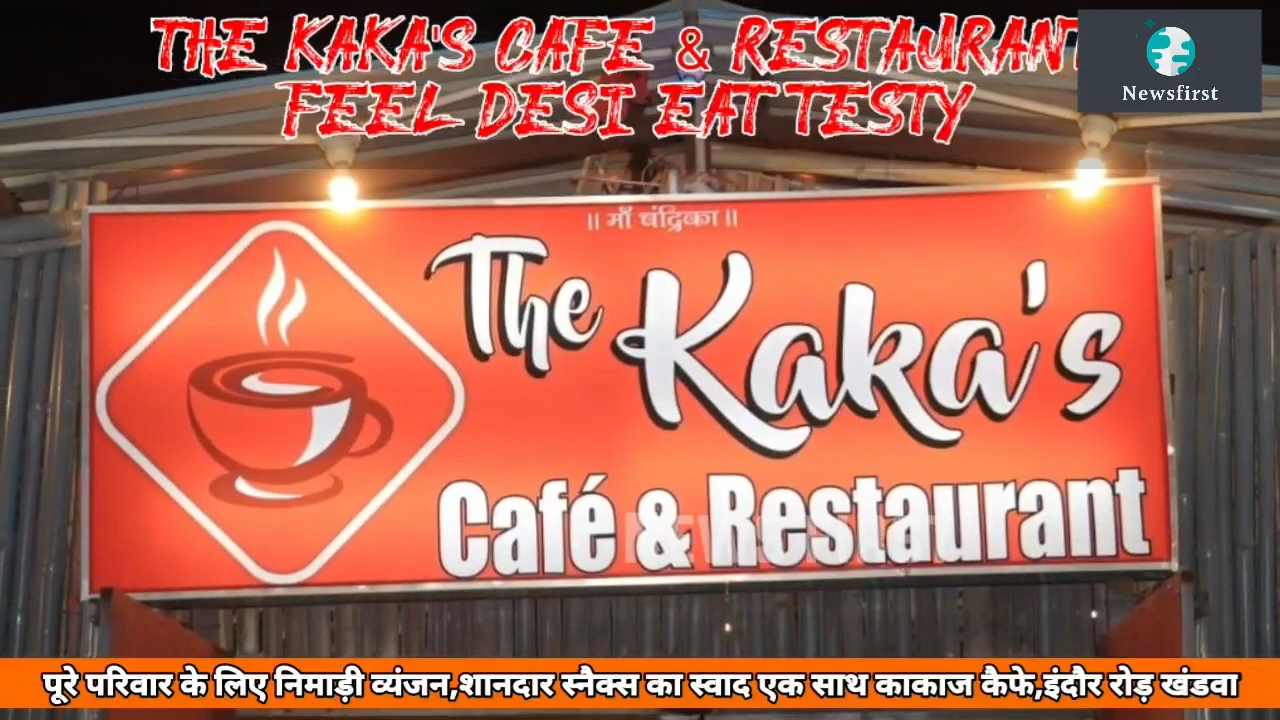 THE KAKA'S CAFE & RESTAURANT
FEEL DESI EAT TESTY
Newsfirst
॥ माँ चंद्रिका ॥
The Kaka's
Café & Restaurant
पूरे परिवार के लिए निमाड़ी व्यंजन,शानदार स्नैक्स का स्वाद एक साथ काकाज कैफे,इंदौर रोड़ खंडवा